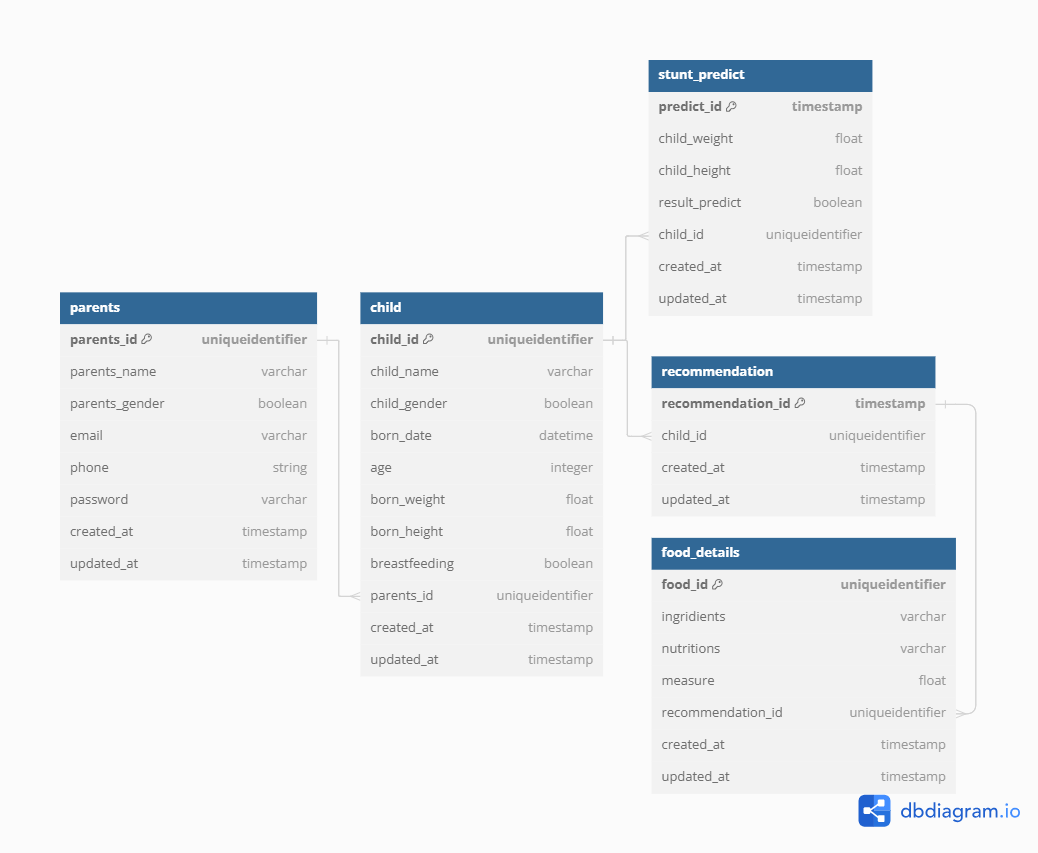 stunt_predict
predict_id timestamp
child_weight float
child_height float
result_predict boolean
child_id uniqueidentifier
created_at timestamp
updated_at timestamp
parents
parents_id uniqueidentifier
parents_name varchar
parents_gender boolean
email varchar
phone string
password varchar
created_at timestamp
updated_at timestamp
child
child_id uniqueidentifier
child_name varchar
child_gender boolean
born_date datetime
age integer
born_weight float
born_height float
breastfeeding boolean
parents_id uniqueidentifier
created_at timestamp
updated_at timestamp
recommendation
recommendation_id timestamp
child_id uniqueidentifier
created_at timestamp
updated_at timestamp
food_details
food_id uniqueidentifier
ingridients varchar
nutritions varchar
measure float
recommendation_id uniqueidentifier
created_at timestamp
updated_at timestamp
dbdiagram.io